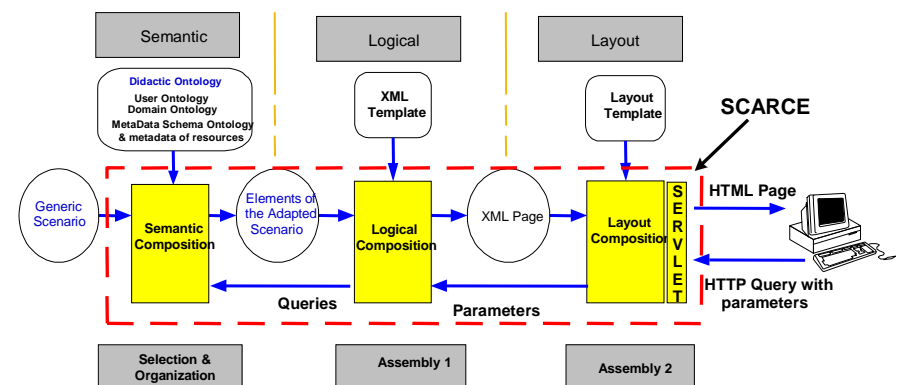 Semantic
Logical
Layout
Didactic Ontology
User Ontology
Domain Ontology
MetaData Schema Ontology
& metadata of resources
XML
Template
Layout
Template
SCARCE
Generic
Scenario
Semantic
Composition
Elements of
the Adapted
Scenario
Logical
Composition
XML Page
Layout
Composition
SERVLET
HTML Page
HTTP Query with
parameters
Queries
Parameters
Selection &
Organization
Assembly 1
Assembly 2